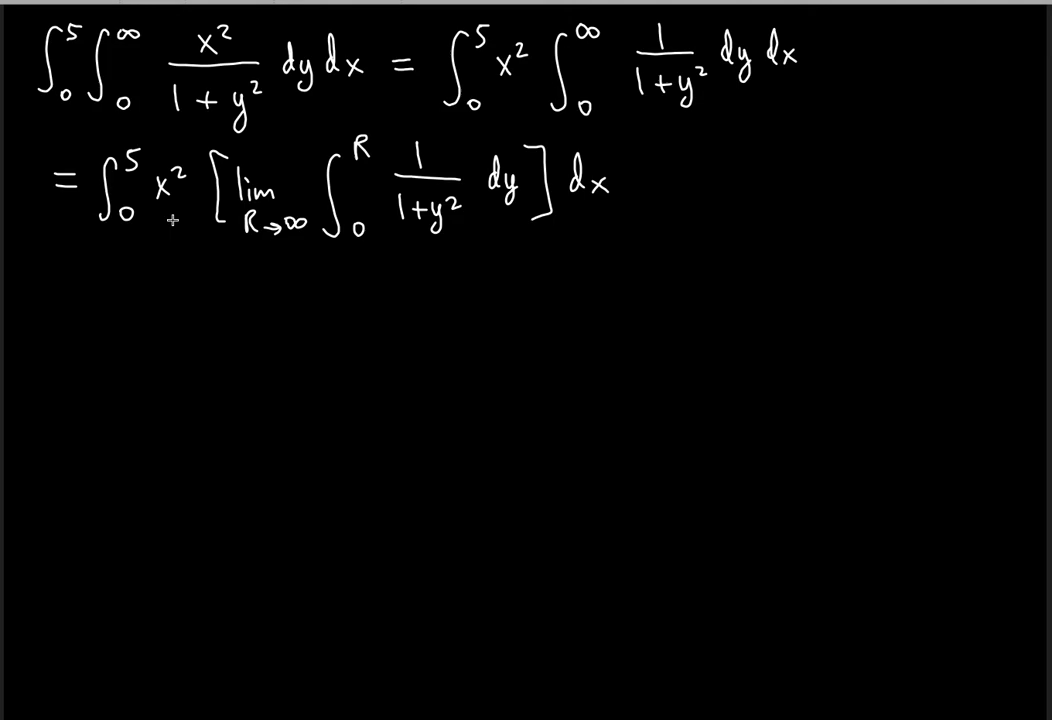 ∫₀⁵ ∫₀^∞ x²/(1 + y²) dy dx = ∫₀⁵ x² ∫₀^∞ 1/(1+y²) dy dx
= ∫₀⁵ x² [lim_{R→∞} ∫₀^R 1/(1+y²) dy] dx